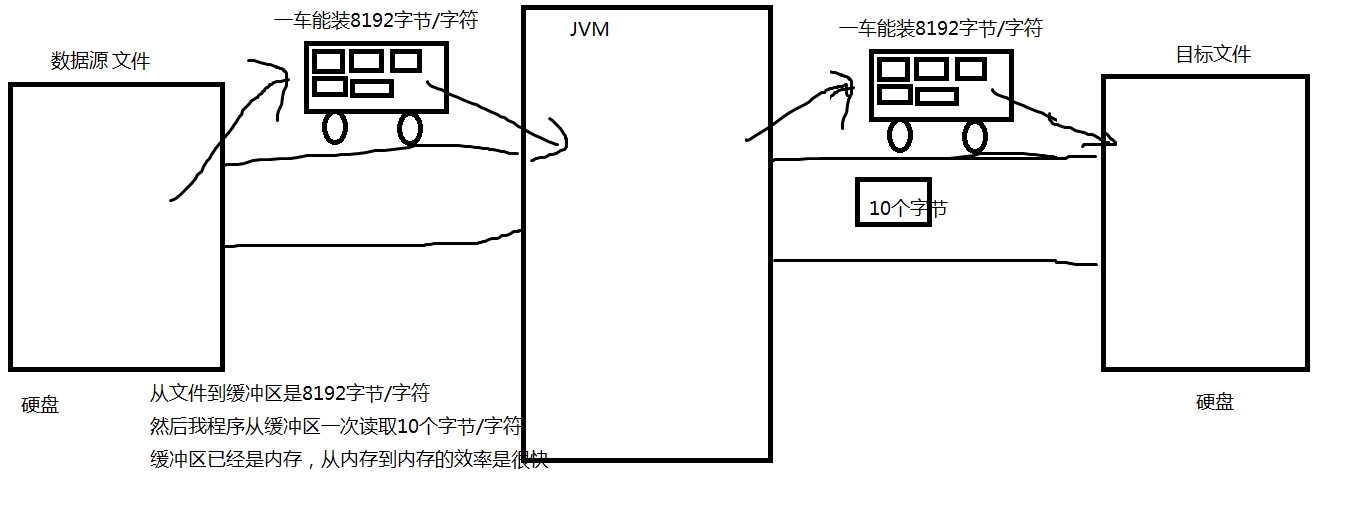 一车能装8192字节/字符
JVM
一车能装8192字节/字符
数据源 文件
目标文件
10个字节
硬盘
从文件到缓冲区是8192字节/字符
然后我程序从缓冲区一次读取10个字节/字符
缓冲区已经是内存，从内存到内存的效率是很快
硬盘